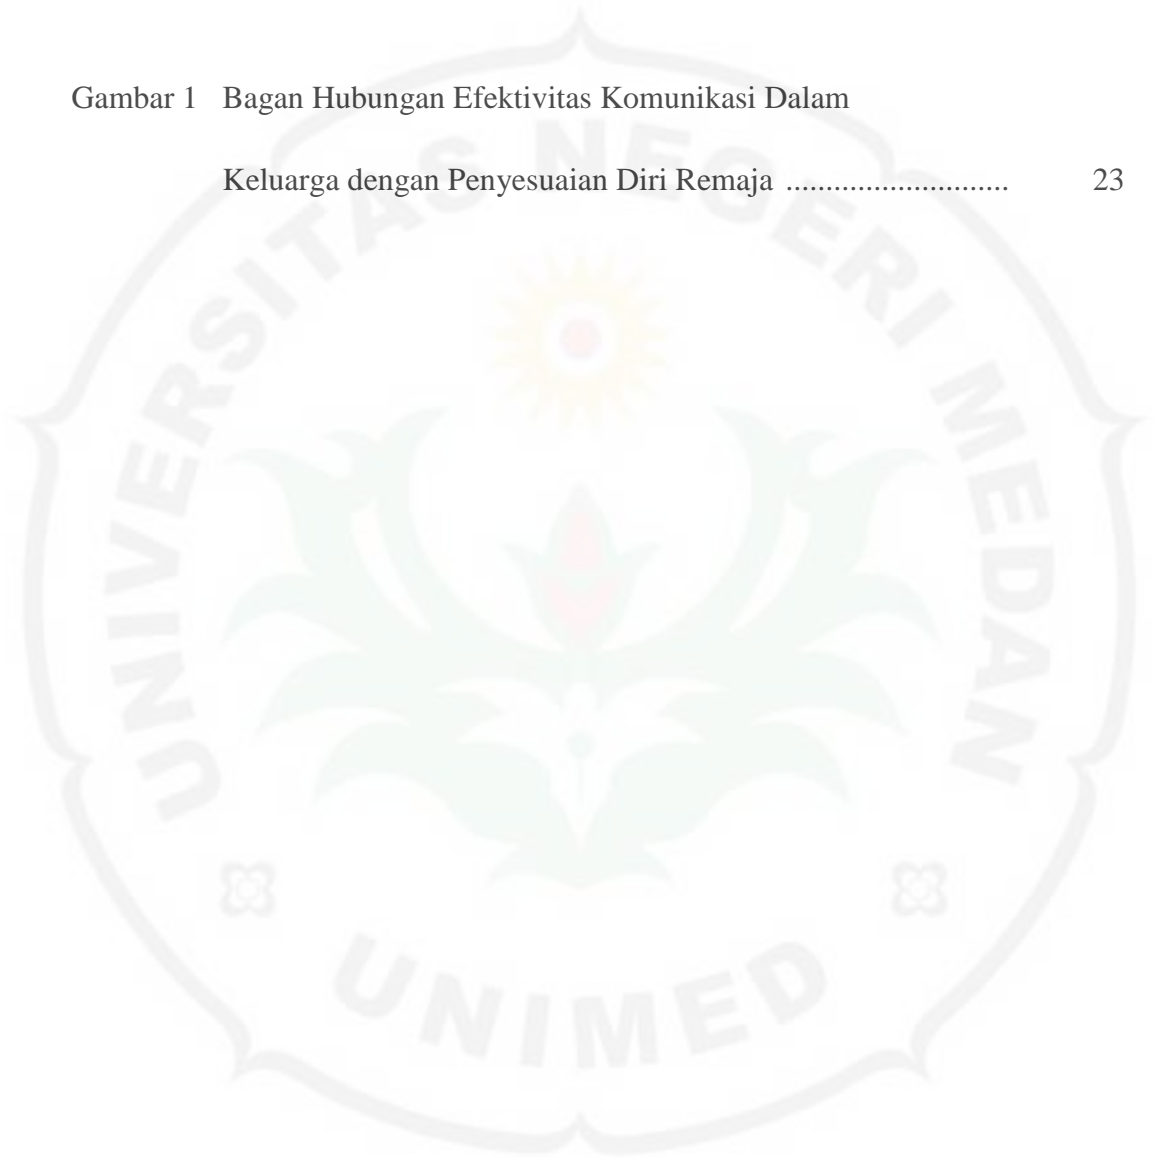 Gambar 1 Bagan Hubungan Efektivitas Komunikasi Dalam
Keluarga dengan Penyesuaian Diri Remaja ........................... 23
UNIVERSITAS NEGERI MEDAN
UNIMED